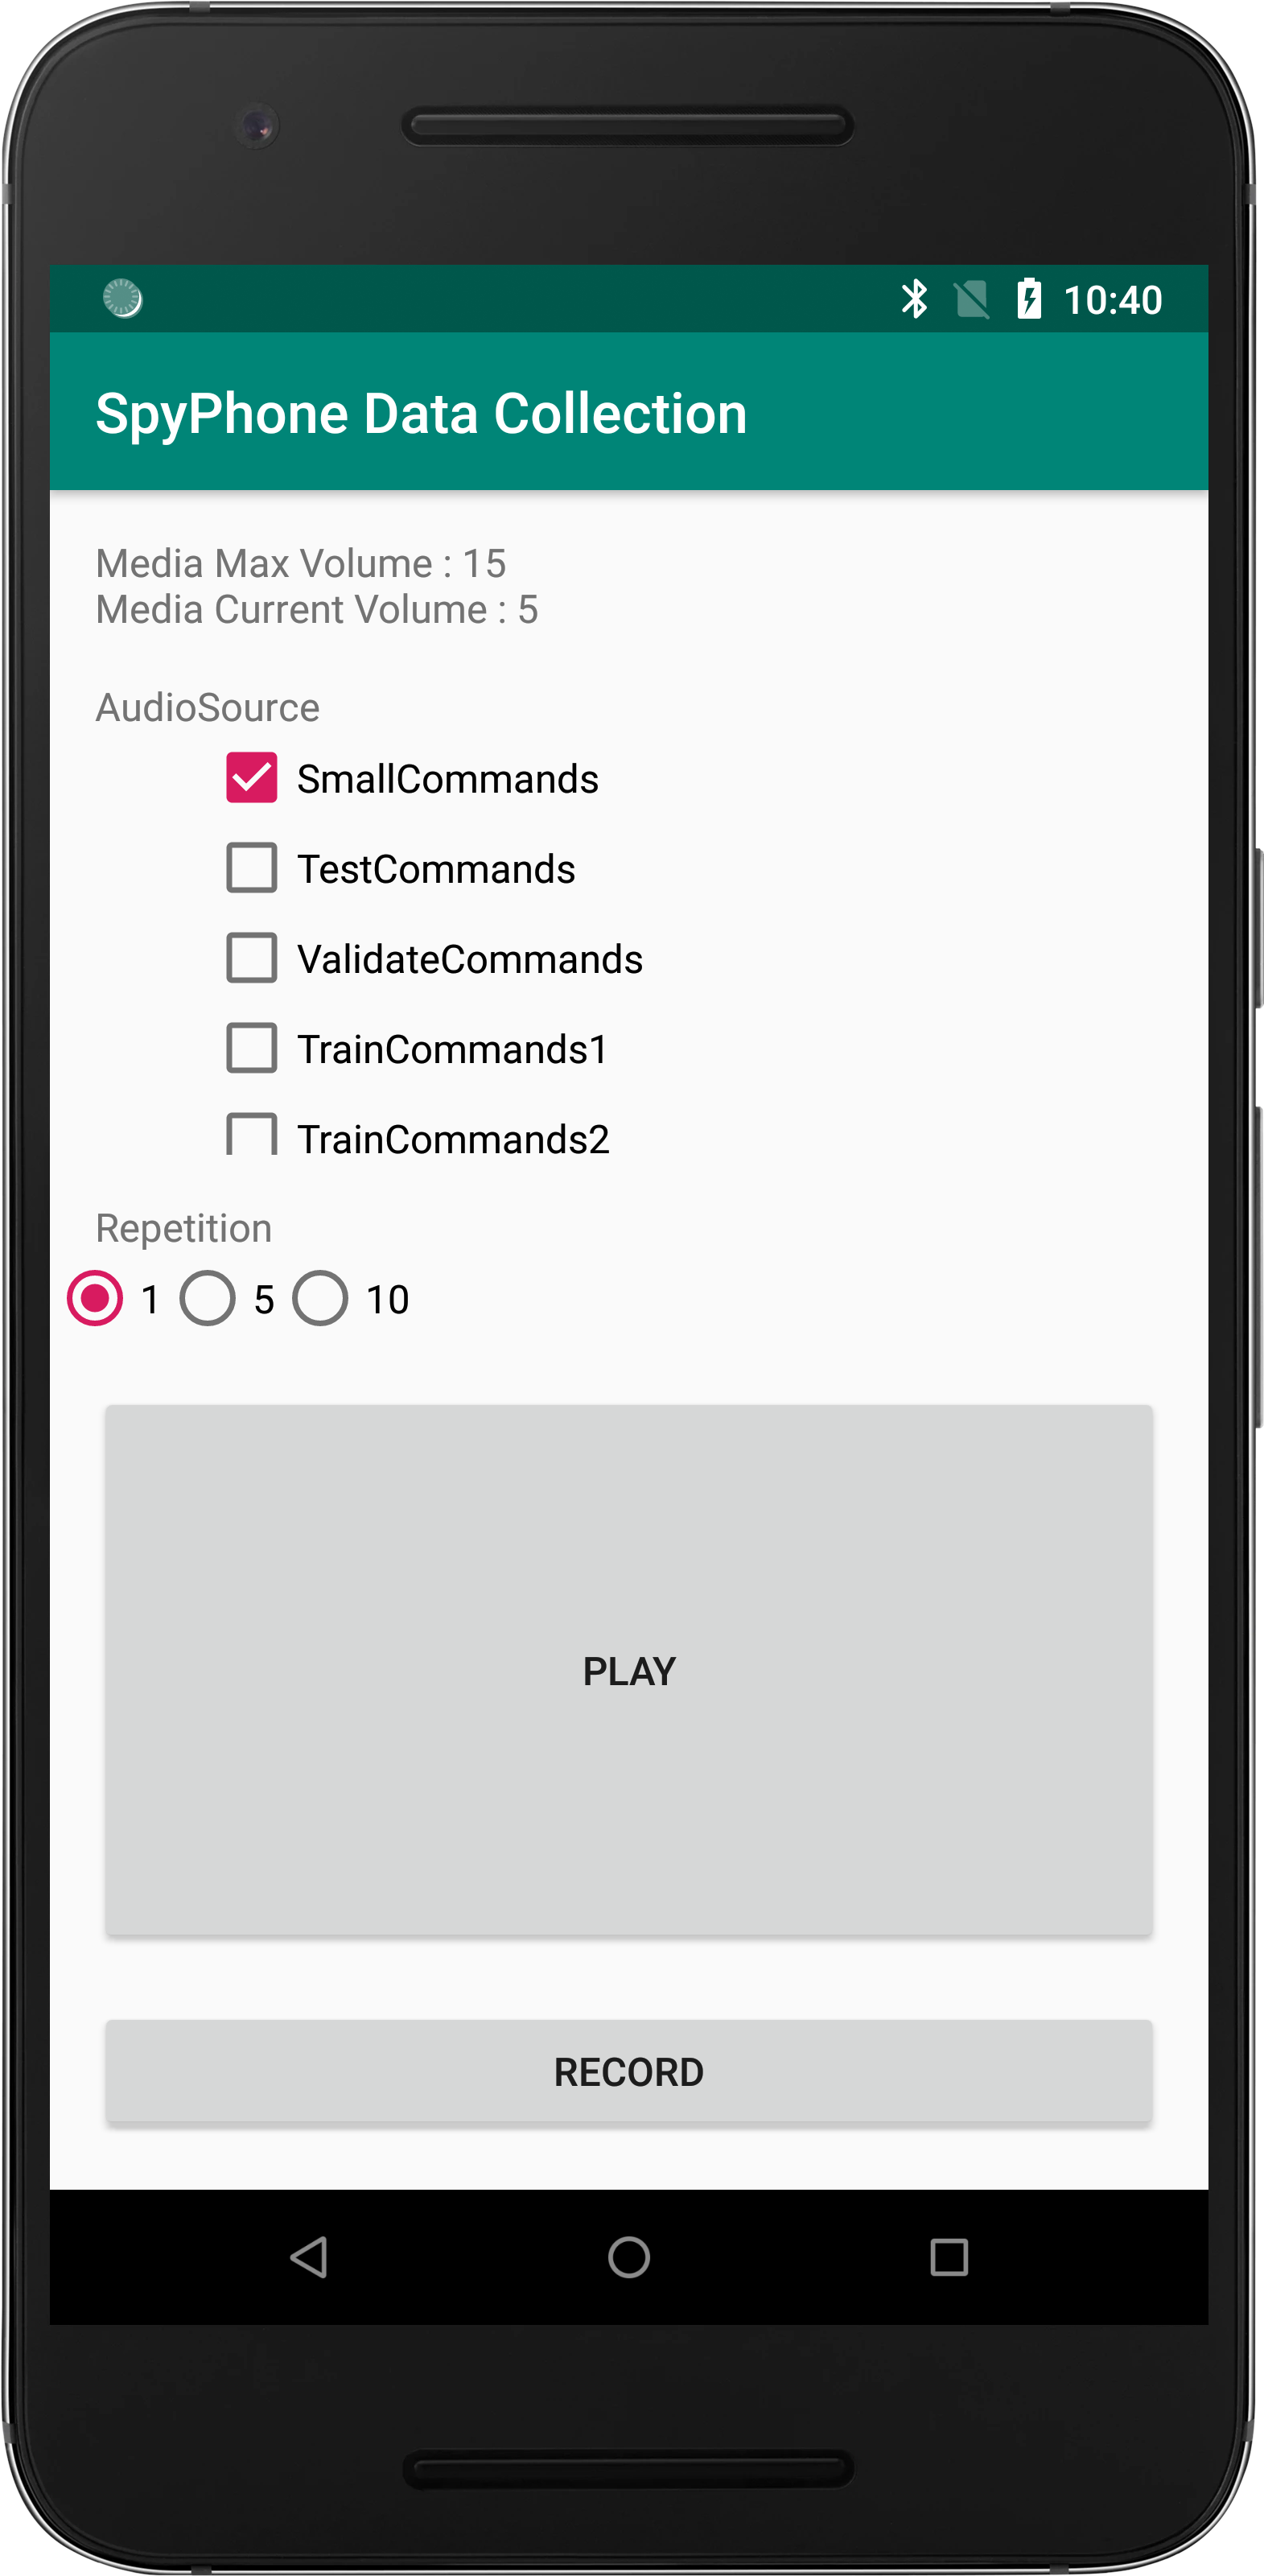 10:40
SpyPhone Data Collection
Media Max Volume : 15
Media Current Volume : 5
AudioSource
SmallCommands
TestCommands
ValidateCommands
TrainCommands1
TrainCommands2
Repetition
1 5 10
PLAY
RECORD